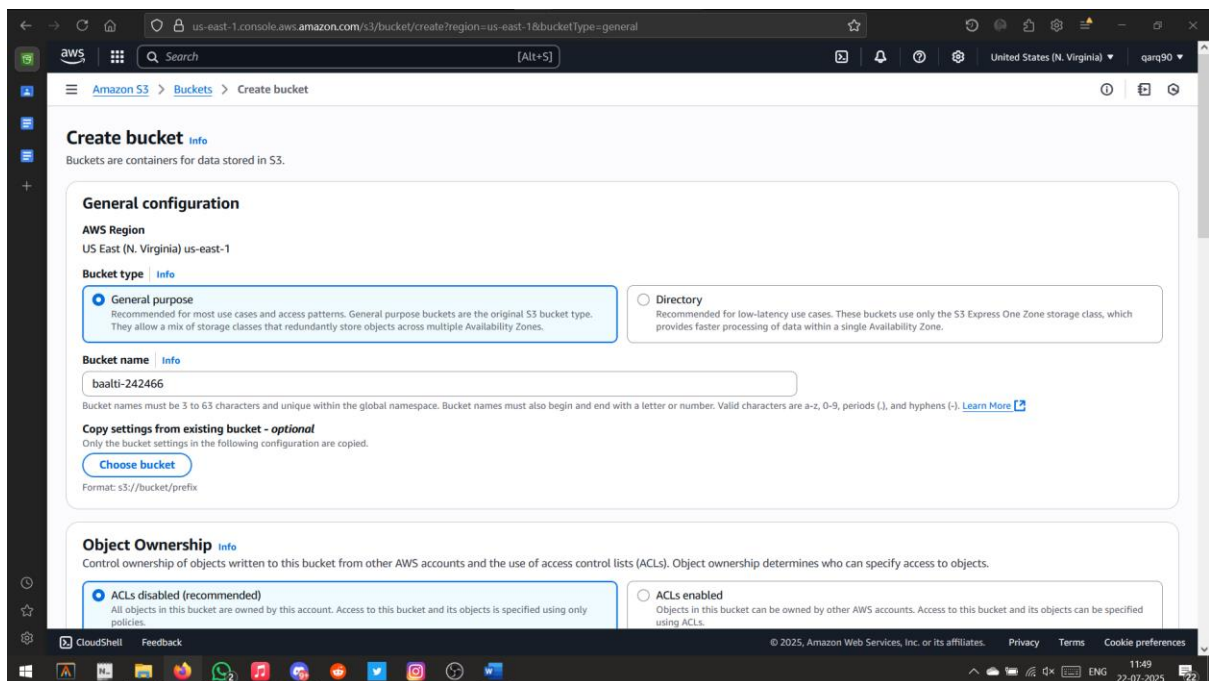 us-east-1.console.aws.amazon.com/s3/bucket/create?region=us-east-1&bucketType=general
aws
Search
[Alt+S]
United States (N. Virginia)
qarq90
Amazon S3 > Buckets > Create bucket
Create bucket Info
Buckets are containers for data stored in S3.
General configuration
AWS Region
US East (N. Virginia) us-east-1
Bucket type Info
General purpose
Recommended for most use cases and access patterns. General purpose buckets are the original S3 bucket type.
They allow a mix of storage classes that redundantly store objects across multiple Availability Zones.
Directory
Recommended for low-latency use cases. These buckets use only the S3 Express One Zone storage class, which
provides faster processing of data within a single Availability Zone.
Bucket name Info
baalti-242466
Bucket names must be 3 to 63 characters and unique within the global namespace. Bucket names must also begin and end with a letter or number. Valid characters are a-z, 0-9, periods (.), and hyphens (-). Learn More
Copy settings from existing bucket - optional
Only the bucket settings in the following configuration are copied.
Choose bucket
Format: s3://bucket/prefix
Object Ownership Info
Control ownership of objects written to this bucket from other AWS accounts and the use of access control lists (ACLs). Object ownership determines who can specify access to objects.
ACLs disabled (recommended)
All objects in this bucket are owned by this account. Access to this bucket and its objects is specified using only
policies.
ACLs enabled
Objects in this bucket can be owned by other AWS accounts. Access to this bucket and its objects can be specified
using ACLs.
CloudShell
Feedback
© 2025, Amazon Web Services, Inc. or its affiliates.
Privacy
Terms
Cookie preferences
ENG
11:49
22-07-2025